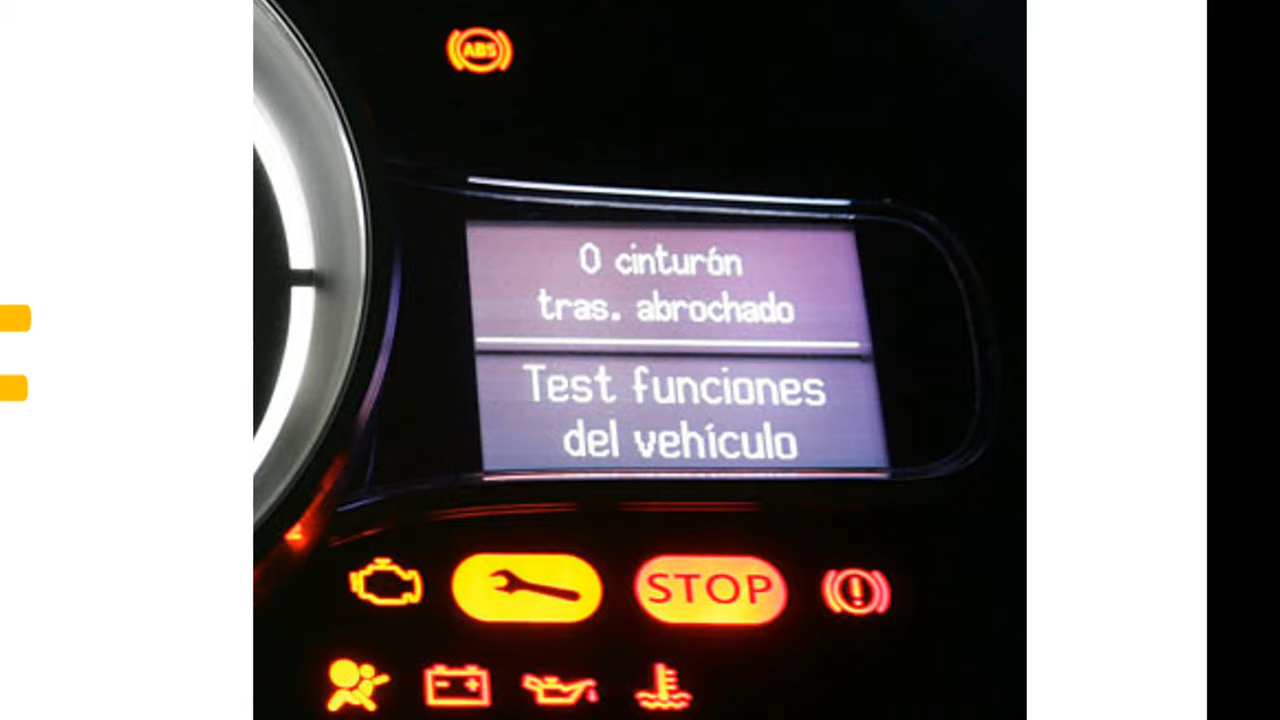 ABS
0 cinturón
tras. abrochado
Test funciones
del vehículo
STOP